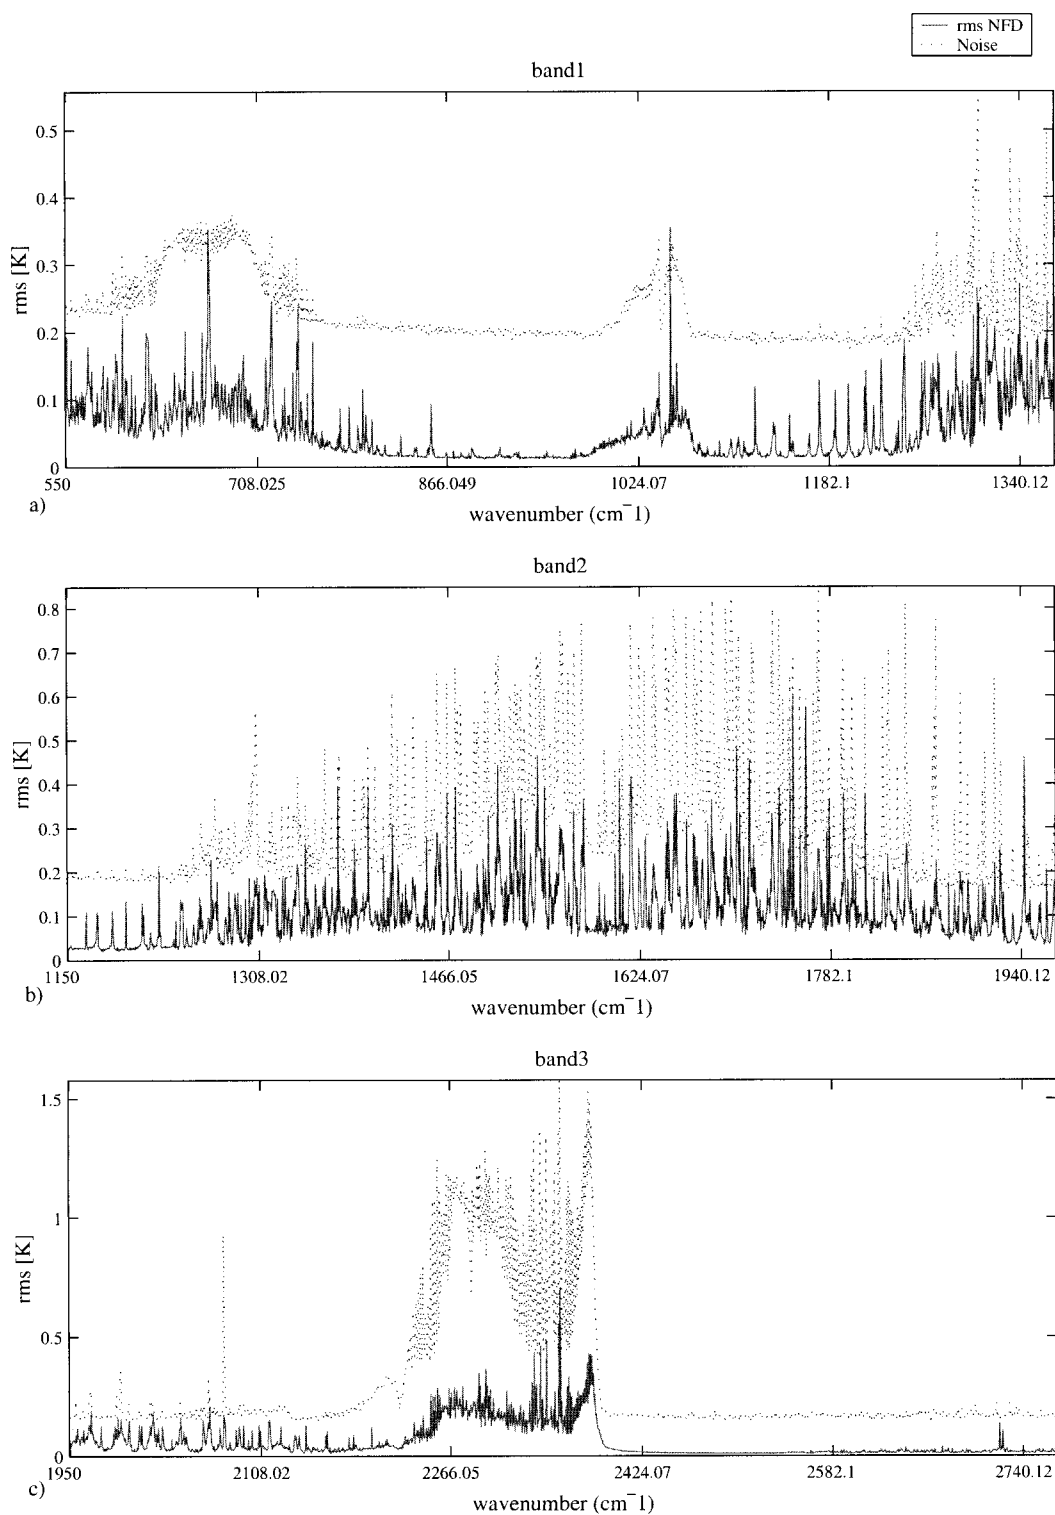 rms NFD
Noise
band1
0.5
0.4
0.3
0.2
0.1
0
rms [K]
550 708.025 866.049 1024.07 1182.1 1340.12
a)
wavenumber (cm¯1)
band2
0.8
0.7
0.6
0.5
0.4
0.3
0.2
0.1
0
rms [K]
1150 1308.02 1466.05 1624.07 1782.1 1940.12
b)
wavenumber (cm¯1)
band3
1.5
1
0.5
0
rms [K]
1950 2108.02 2266.05 2424.07 2582.1 2740.12
c)
wavenumber (cm¯1)